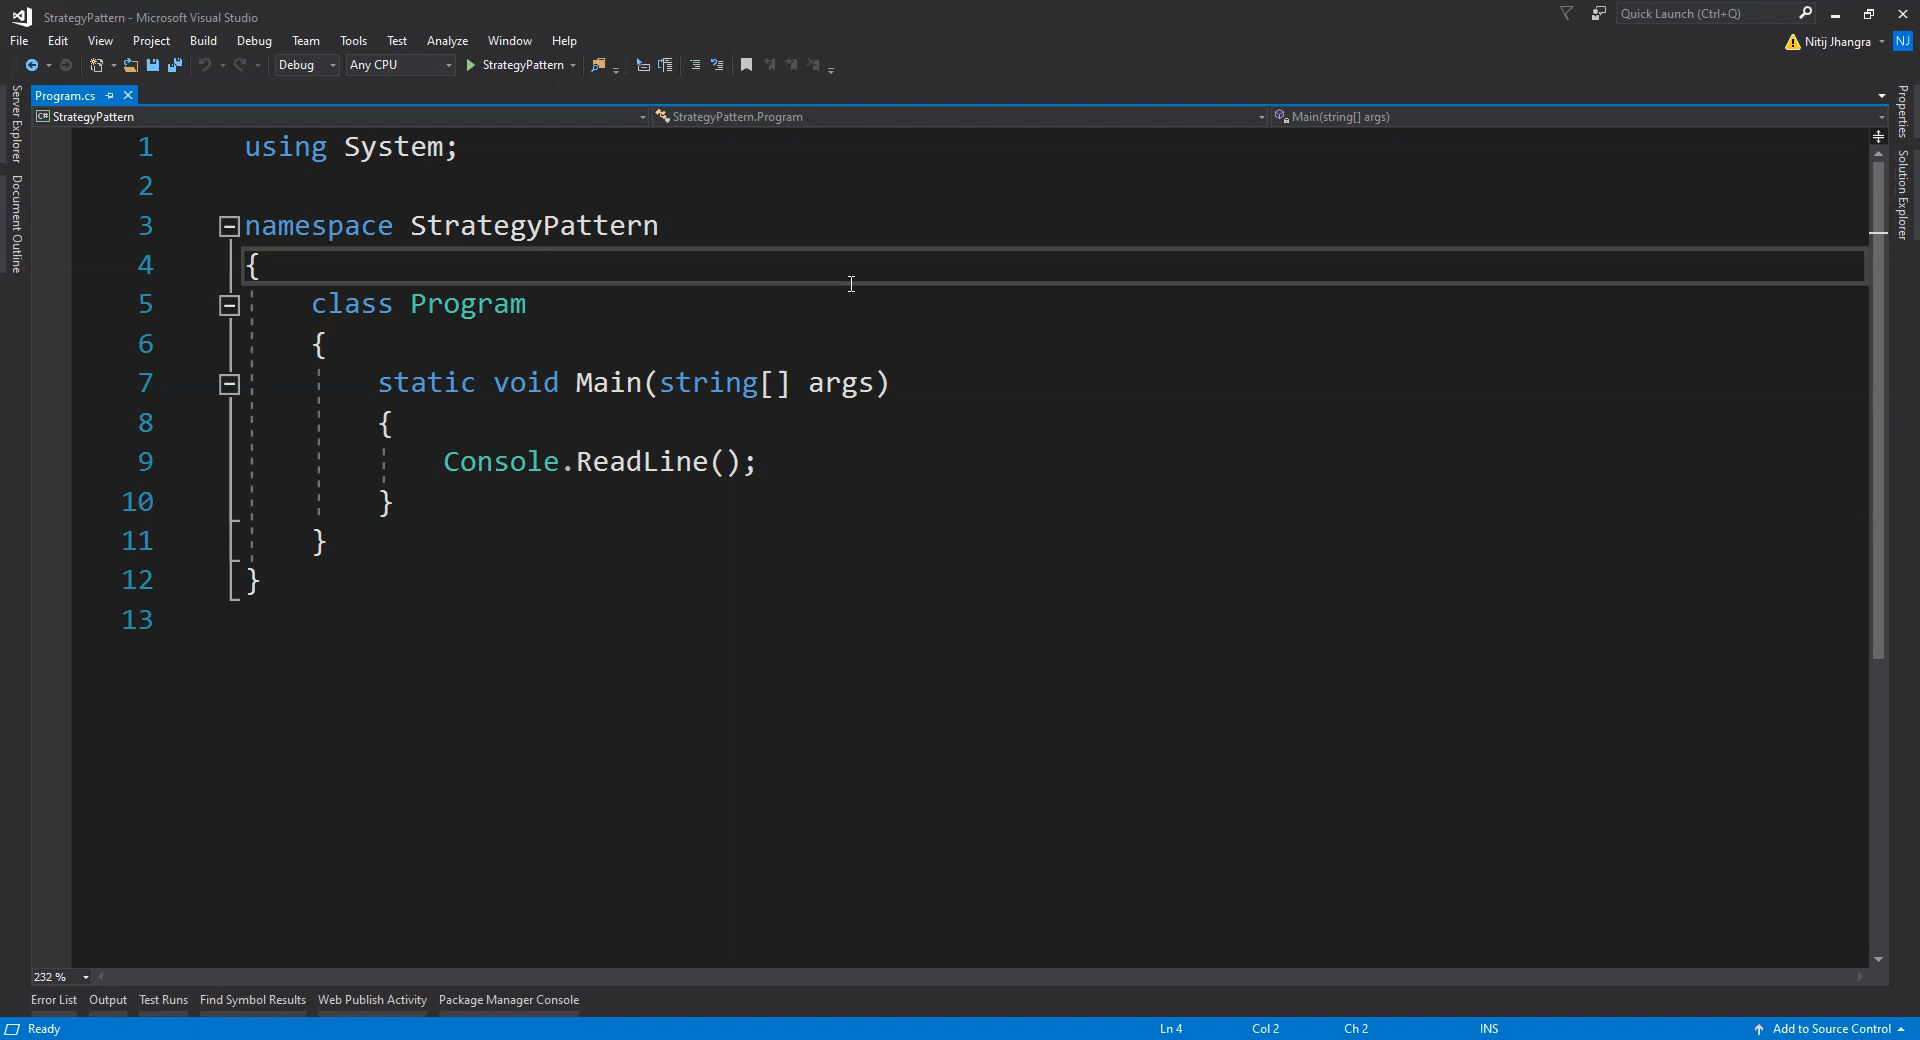 StrategyPattern - Microsoft Visual Studio
Quick Launch (Ctrl+Q)
File Edit View Project Build Debug Team Tools Test Analyze Window Help
Nitij Jhangra NJ
Debug Any CPU StrategyPattern
Server Explorer
Document Outline
Properties
Solution Explorer
Program.cs
C# StrategyPattern
StrategyPattern.Program
Main(string[] args)
1 using System;
2
3 namespace StrategyPattern
4 {
5 class Program
6 {
7 static void Main(string[] args)
8 {
9 Console.ReadLine();
10 }
11 }
12 }
13
232 %
Error List Output Test Runs Find Symbol Results Web Publish Activity Package Manager Console
Ready Ln 4 Col 2 Ch 2 INS Add to Source Control